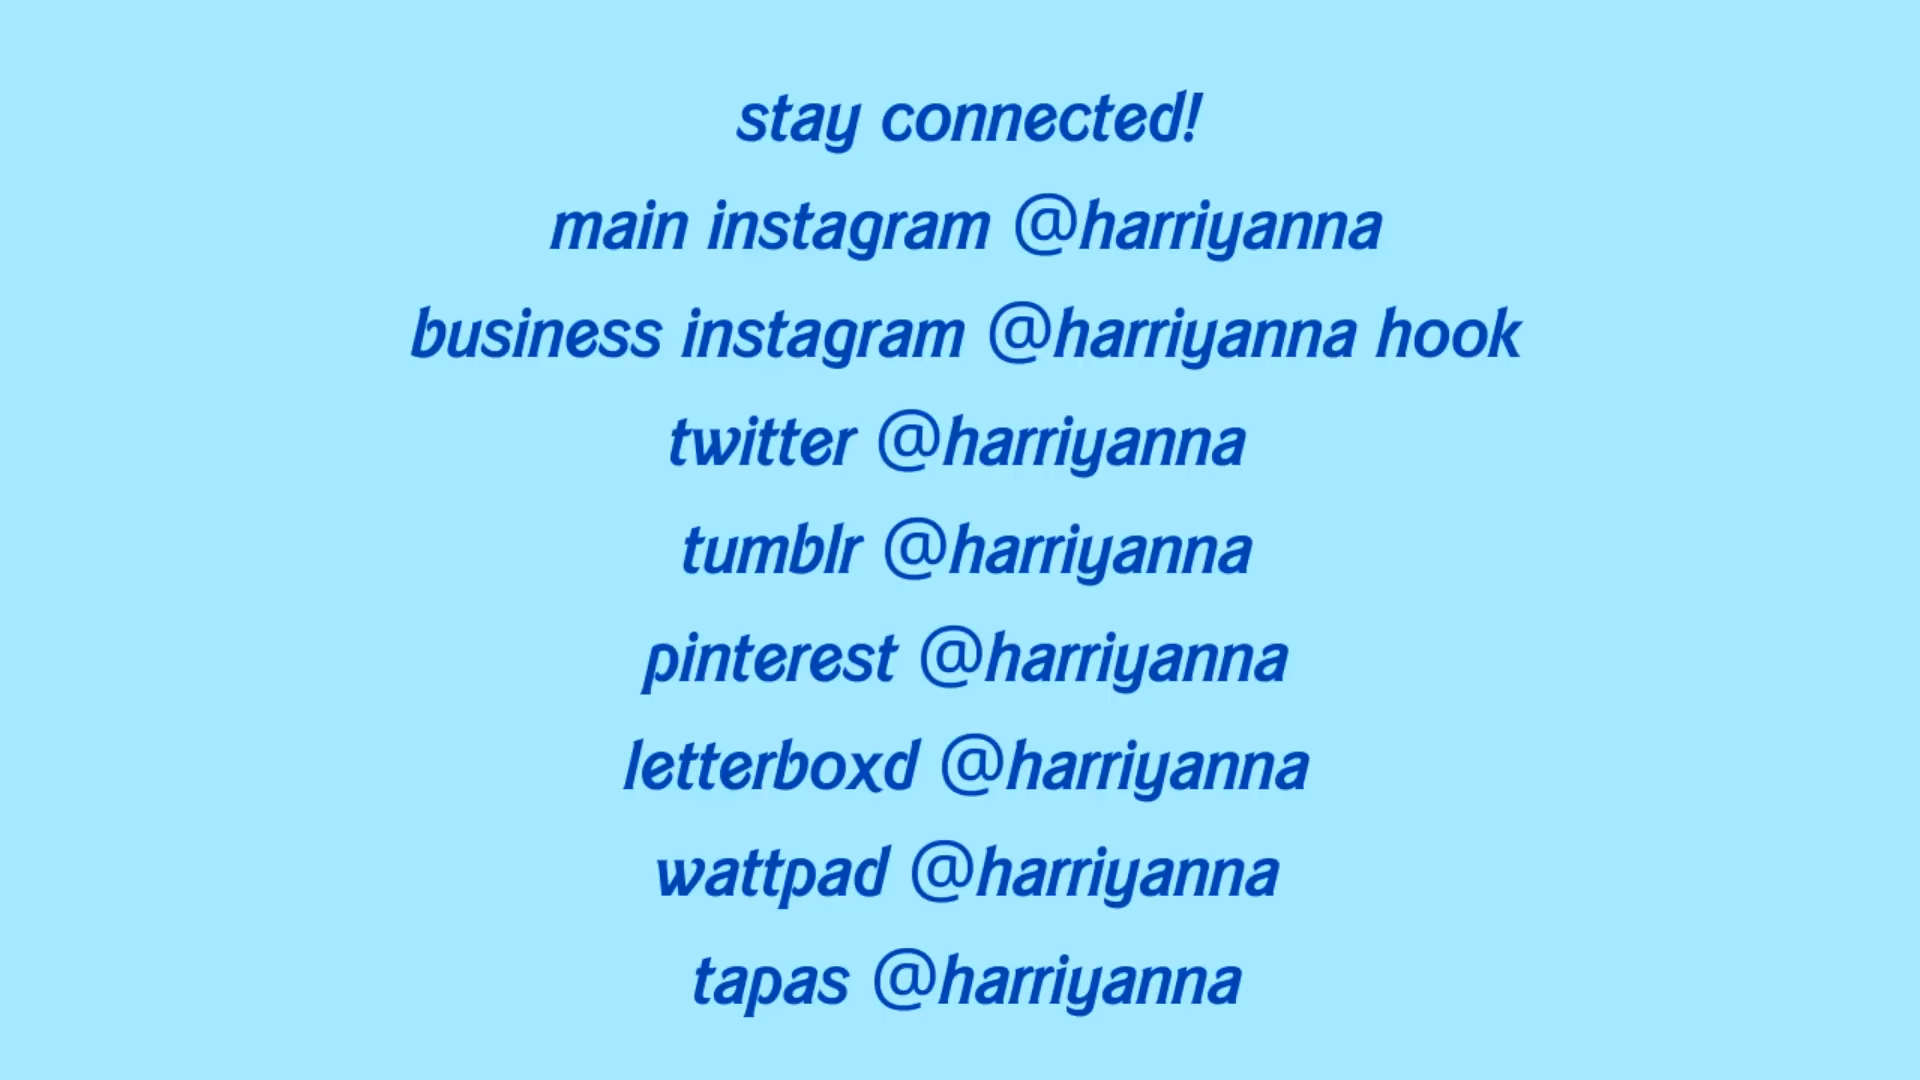 stay connected!
main instagram @harriyanna
business instagram @harriyanna hook
twitter @harriyanna
tumblr @harriyanna
pinterest @harriyanna
letterboxd @harriyanna
wattpad @harriyanna
tapas @harriyanna